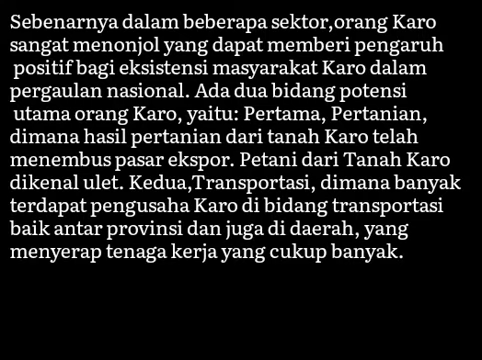 Sebenarnya dalam beberapa sektor,orang Karo
sangat menonjol yang dapat memberi pengaruh
positif bagi eksistensi masyarakat Karo dalam
pergaulan nasional. Ada dua bidang potensi
utama orang Karo, yaitu: Pertama, Pertanian,
dimana hasil pertanian dari tanah Karo telah
menembus pasar ekspor. Petani dari Tanah Karo
dikenal ulet. Kedua,Transportasi, dimana banyak
terdapat pengusaha Karo di bidang transportasi
baik antar provinsi dan juga di daerah, yang
menyerap tenaga kerja yang cukup banyak.